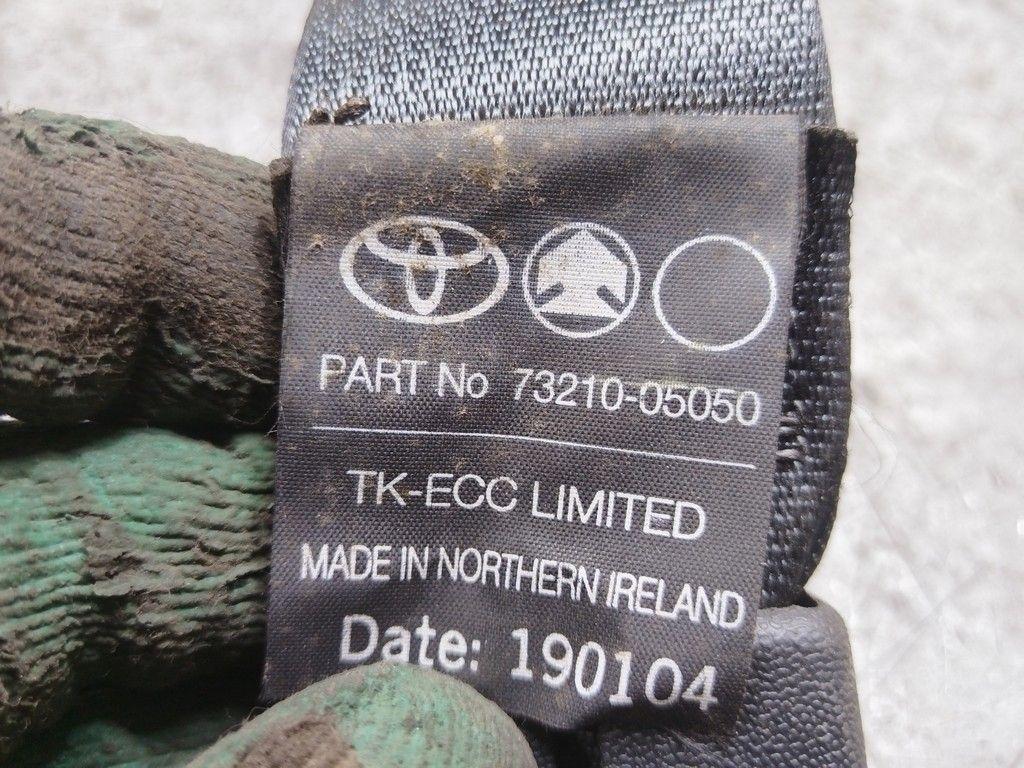 PART No 73210-05050
TK-ECC LIMITED
MADE IN NORTHERN IRELAND
Date: 190104